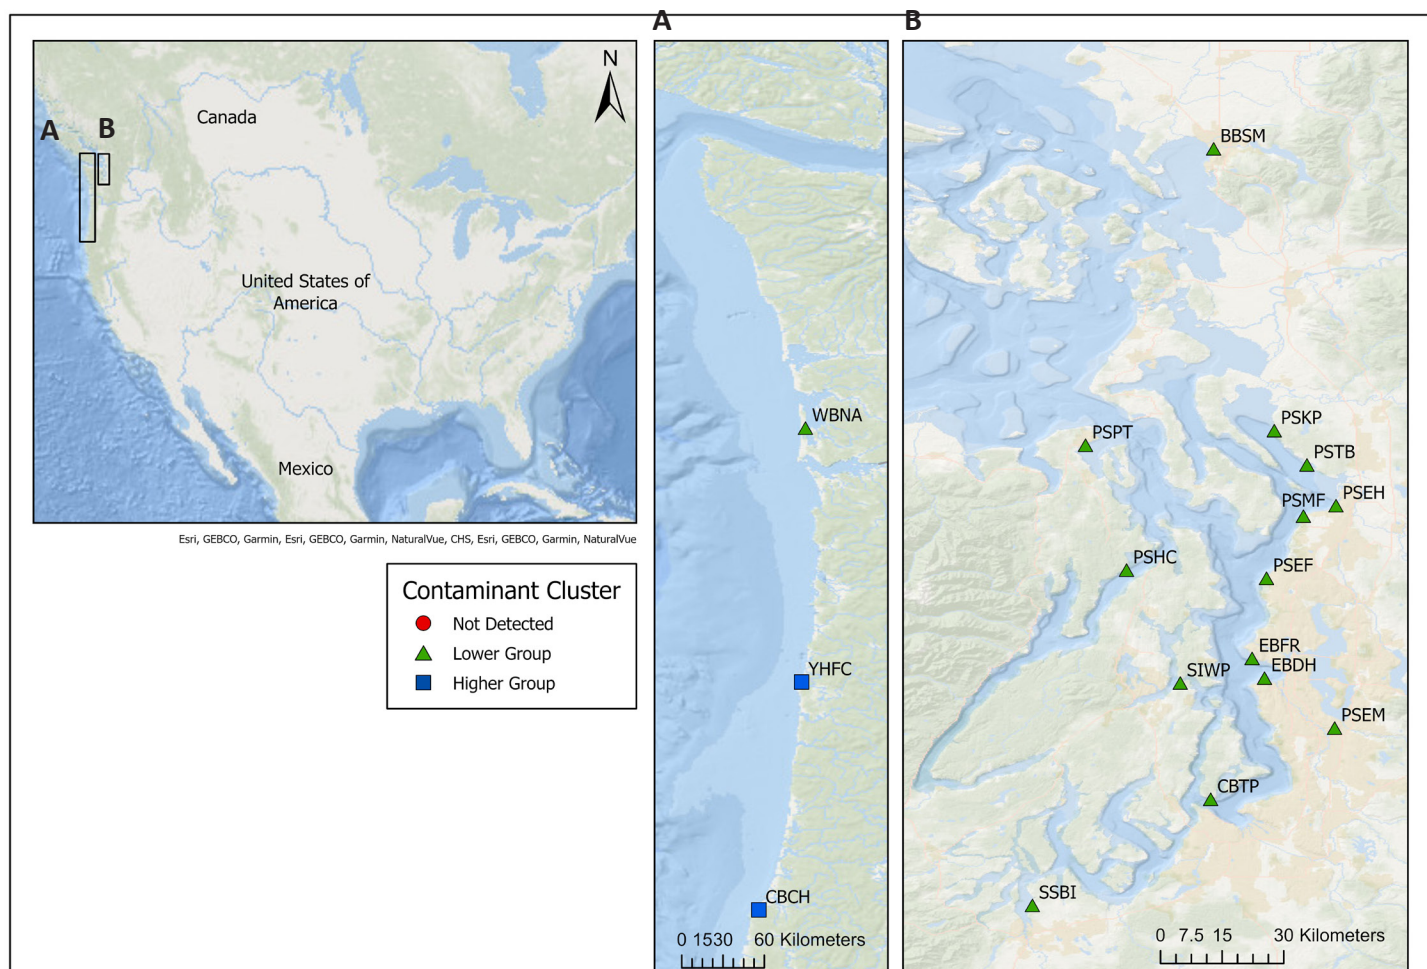 A
B
N
Canada
A
B
United States of
America
Mexico
Esri, GEBCO, Garmin, Esri, GEBCO, Garmin, NaturalVue, CHS, Esri, GEBCO, Garmin, NaturalVue
Contaminant Cluster
Not Detected
Lower Group
Higher Group
WBNA
YHFC
CBCH
0 1530 60 Kilometers
BBSM
PSPT
PSKP
PSTB
PSEH
PSMF
PSHC
PSEF
EBFR
EBDH
SIWP
PSEM
CBTP
SSBI
0 7.5 15 30 Kilometers